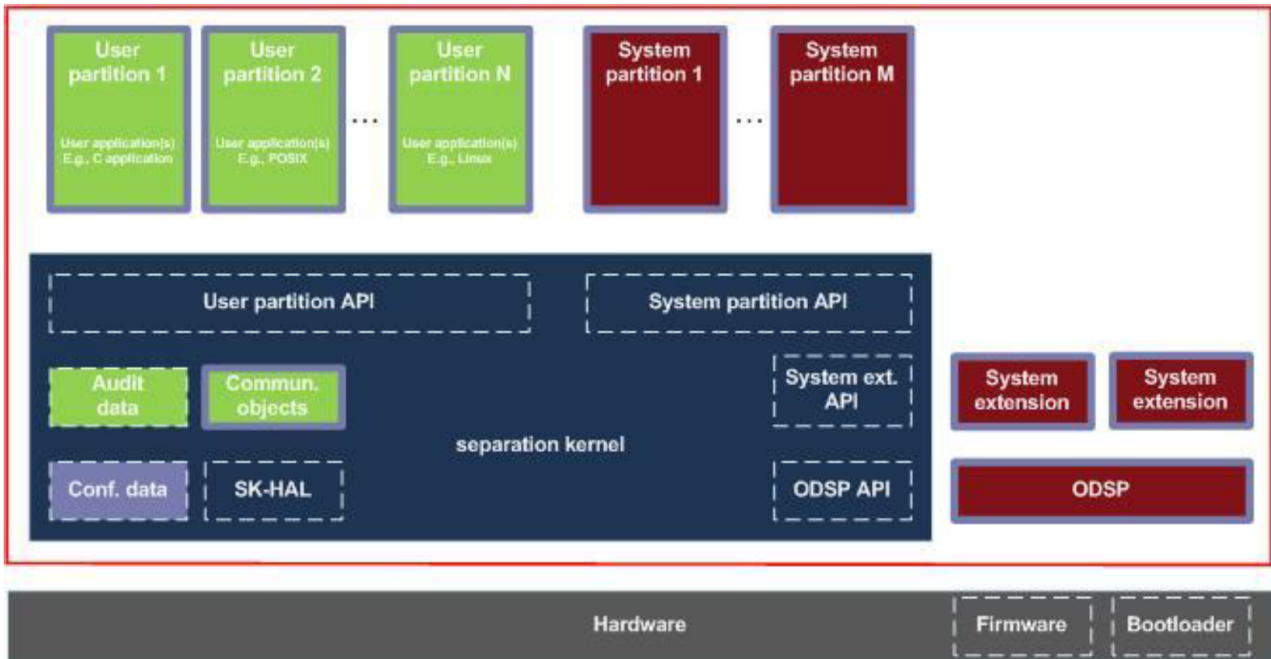 User
partition 1
User application(s)
E.g., C application
User
partition 2
User application(s)
E.g., POSIX
...
User
partition N
User application(s)
E.g., Linux
System
partition 1
...
System
partition M
User partition API
System partition API
Audit
data
Commun.
objects
System ext.
API
System
extension
System
extension
separation kernel
Conf. data
SK-HAL
ODSP API
ODSP
Hardware
Firmware
Bootloader